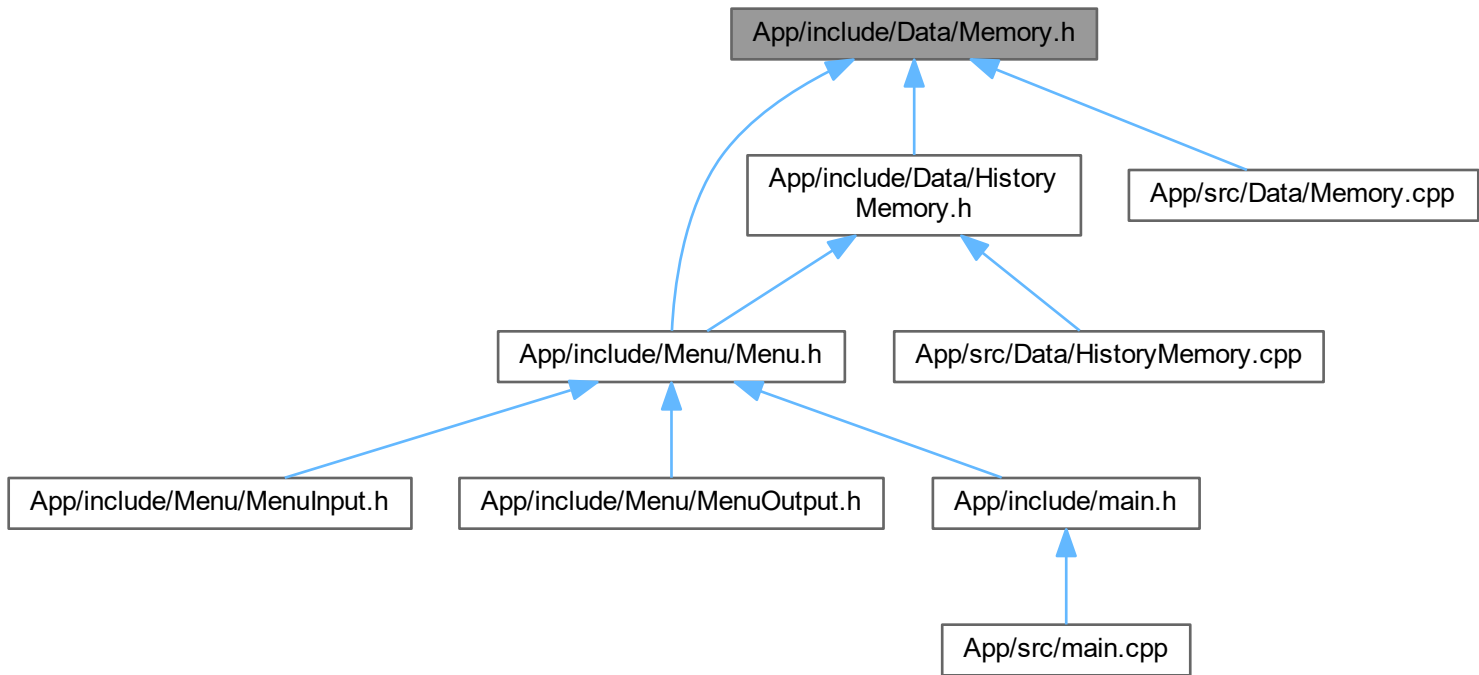 App/include/Data/Memory.h
App/include/Data/History
Memory.h
App/src/Data/Memory.cpp
App/include/Menu/Menu.h
App/src/Data/HistoryMemory.cpp
App/include/Menu/MenuInput.h
App/include/Menu/MenuOutput.h
App/include/main.h
App/src/main.cpp